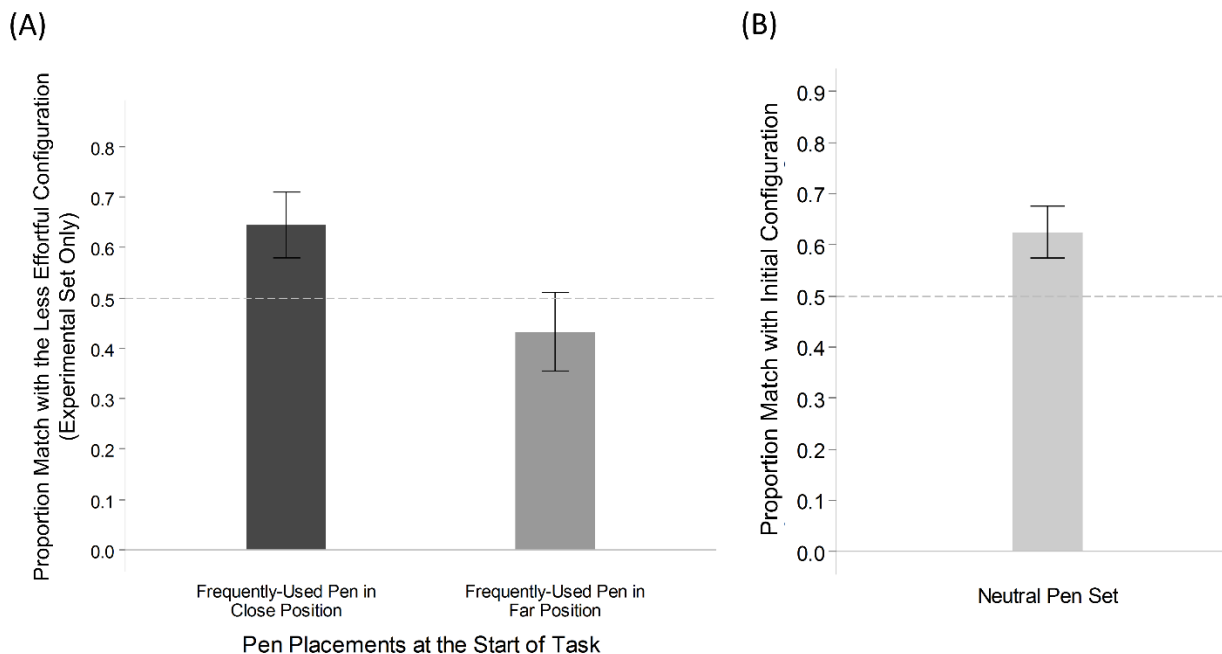 (A)
Proportion Match with the Less Effortful Configuration
(Experimental Set Only)
0.8
0.7
0.6
0.5
0.4
0.3
0.2
0.1
0.0
Frequently-Used Pen in
Close Position
Frequently-Used Pen in
Far Position
Pen Placements at the Start of Task
(B)
Proportion Match with Initial Configuration
0.9
0.8
0.7
0.6
0.5
0.4
0.3
0.2
0.1
0.0
Neutral Pen Set